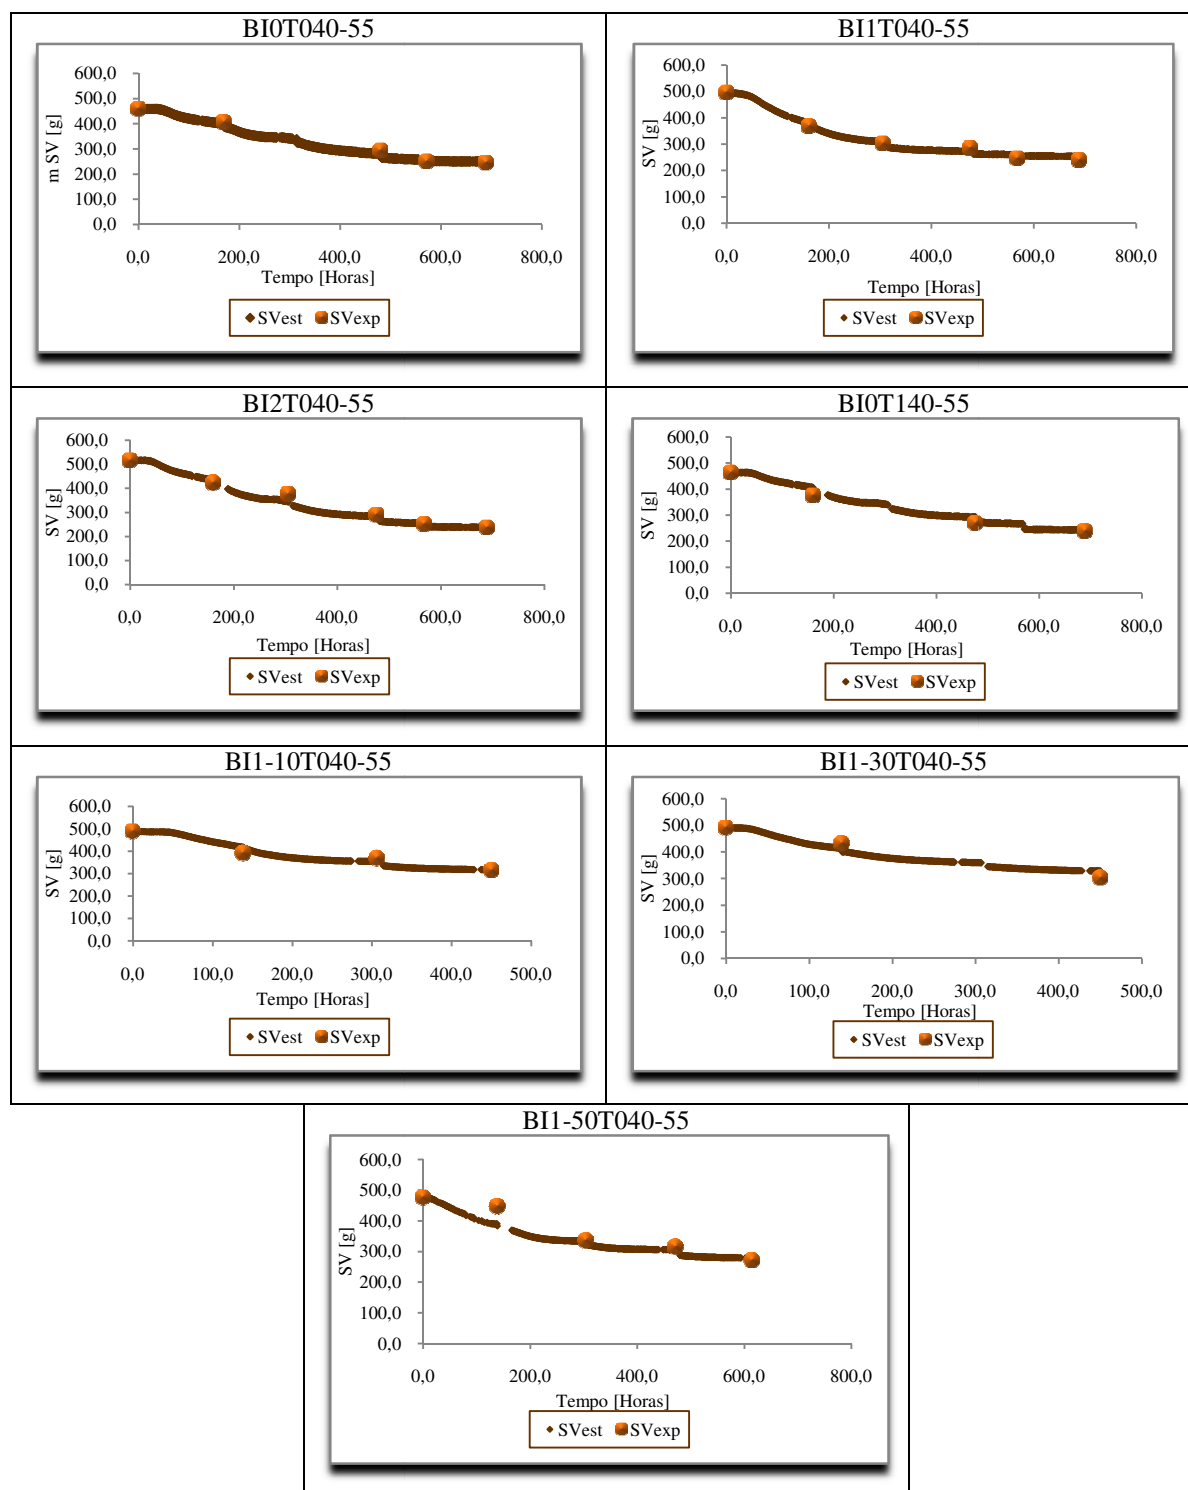 BI0T040-55
600,0
500,0
400,0
300,0
200,0
100,0
0,0
m SV [g]
0,0 200,0 400,0 600,0 800,0
Tempo [Horas]
SVest SVexp
BI1T040-55
600,0
500,0
400,0
300,0
200,0
100,0
0,0
SV [g]
0,0 200,0 400,0 600,0 800,0
Tempo [Horas]
SVest SVexp
BI2T040-55
600,0
500,0
400,0
300,0
200,0
100,0
0,0
SV [g]
0,0 200,0 400,0 600,0 800,0
Tempo [Horas]
SVest SVexp
BI0T140-55
600,0
500,0
400,0
300,0
200,0
100,0
0,0
SV [g]
0,0 200,0 400,0 600,0 800,0
Tempo [Horas]
SVest SVexp
BI1-10T040-55
600,0
500,0
400,0
300,0
200,0
100,0
0,0
SV [g]
0,0 100,0 200,0 300,0 400,0 500,0
Tempo [Horas]
SVest SVexp
BI1-30T040-55
600,0
500,0
400,0
300,0
200,0
100,0
0,0
SV [g]
0,0 100,0 200,0 300,0 400,0 500,0
Tempo [Horas]
SVest SVexp
BI1-50T040-55
600,0
500,0
400,0
300,0
200,0
100,0
0,0
SV [g]
0,0 200,0 400,0 600,0 800,0
Tempo [Horas]
SVest SVexp